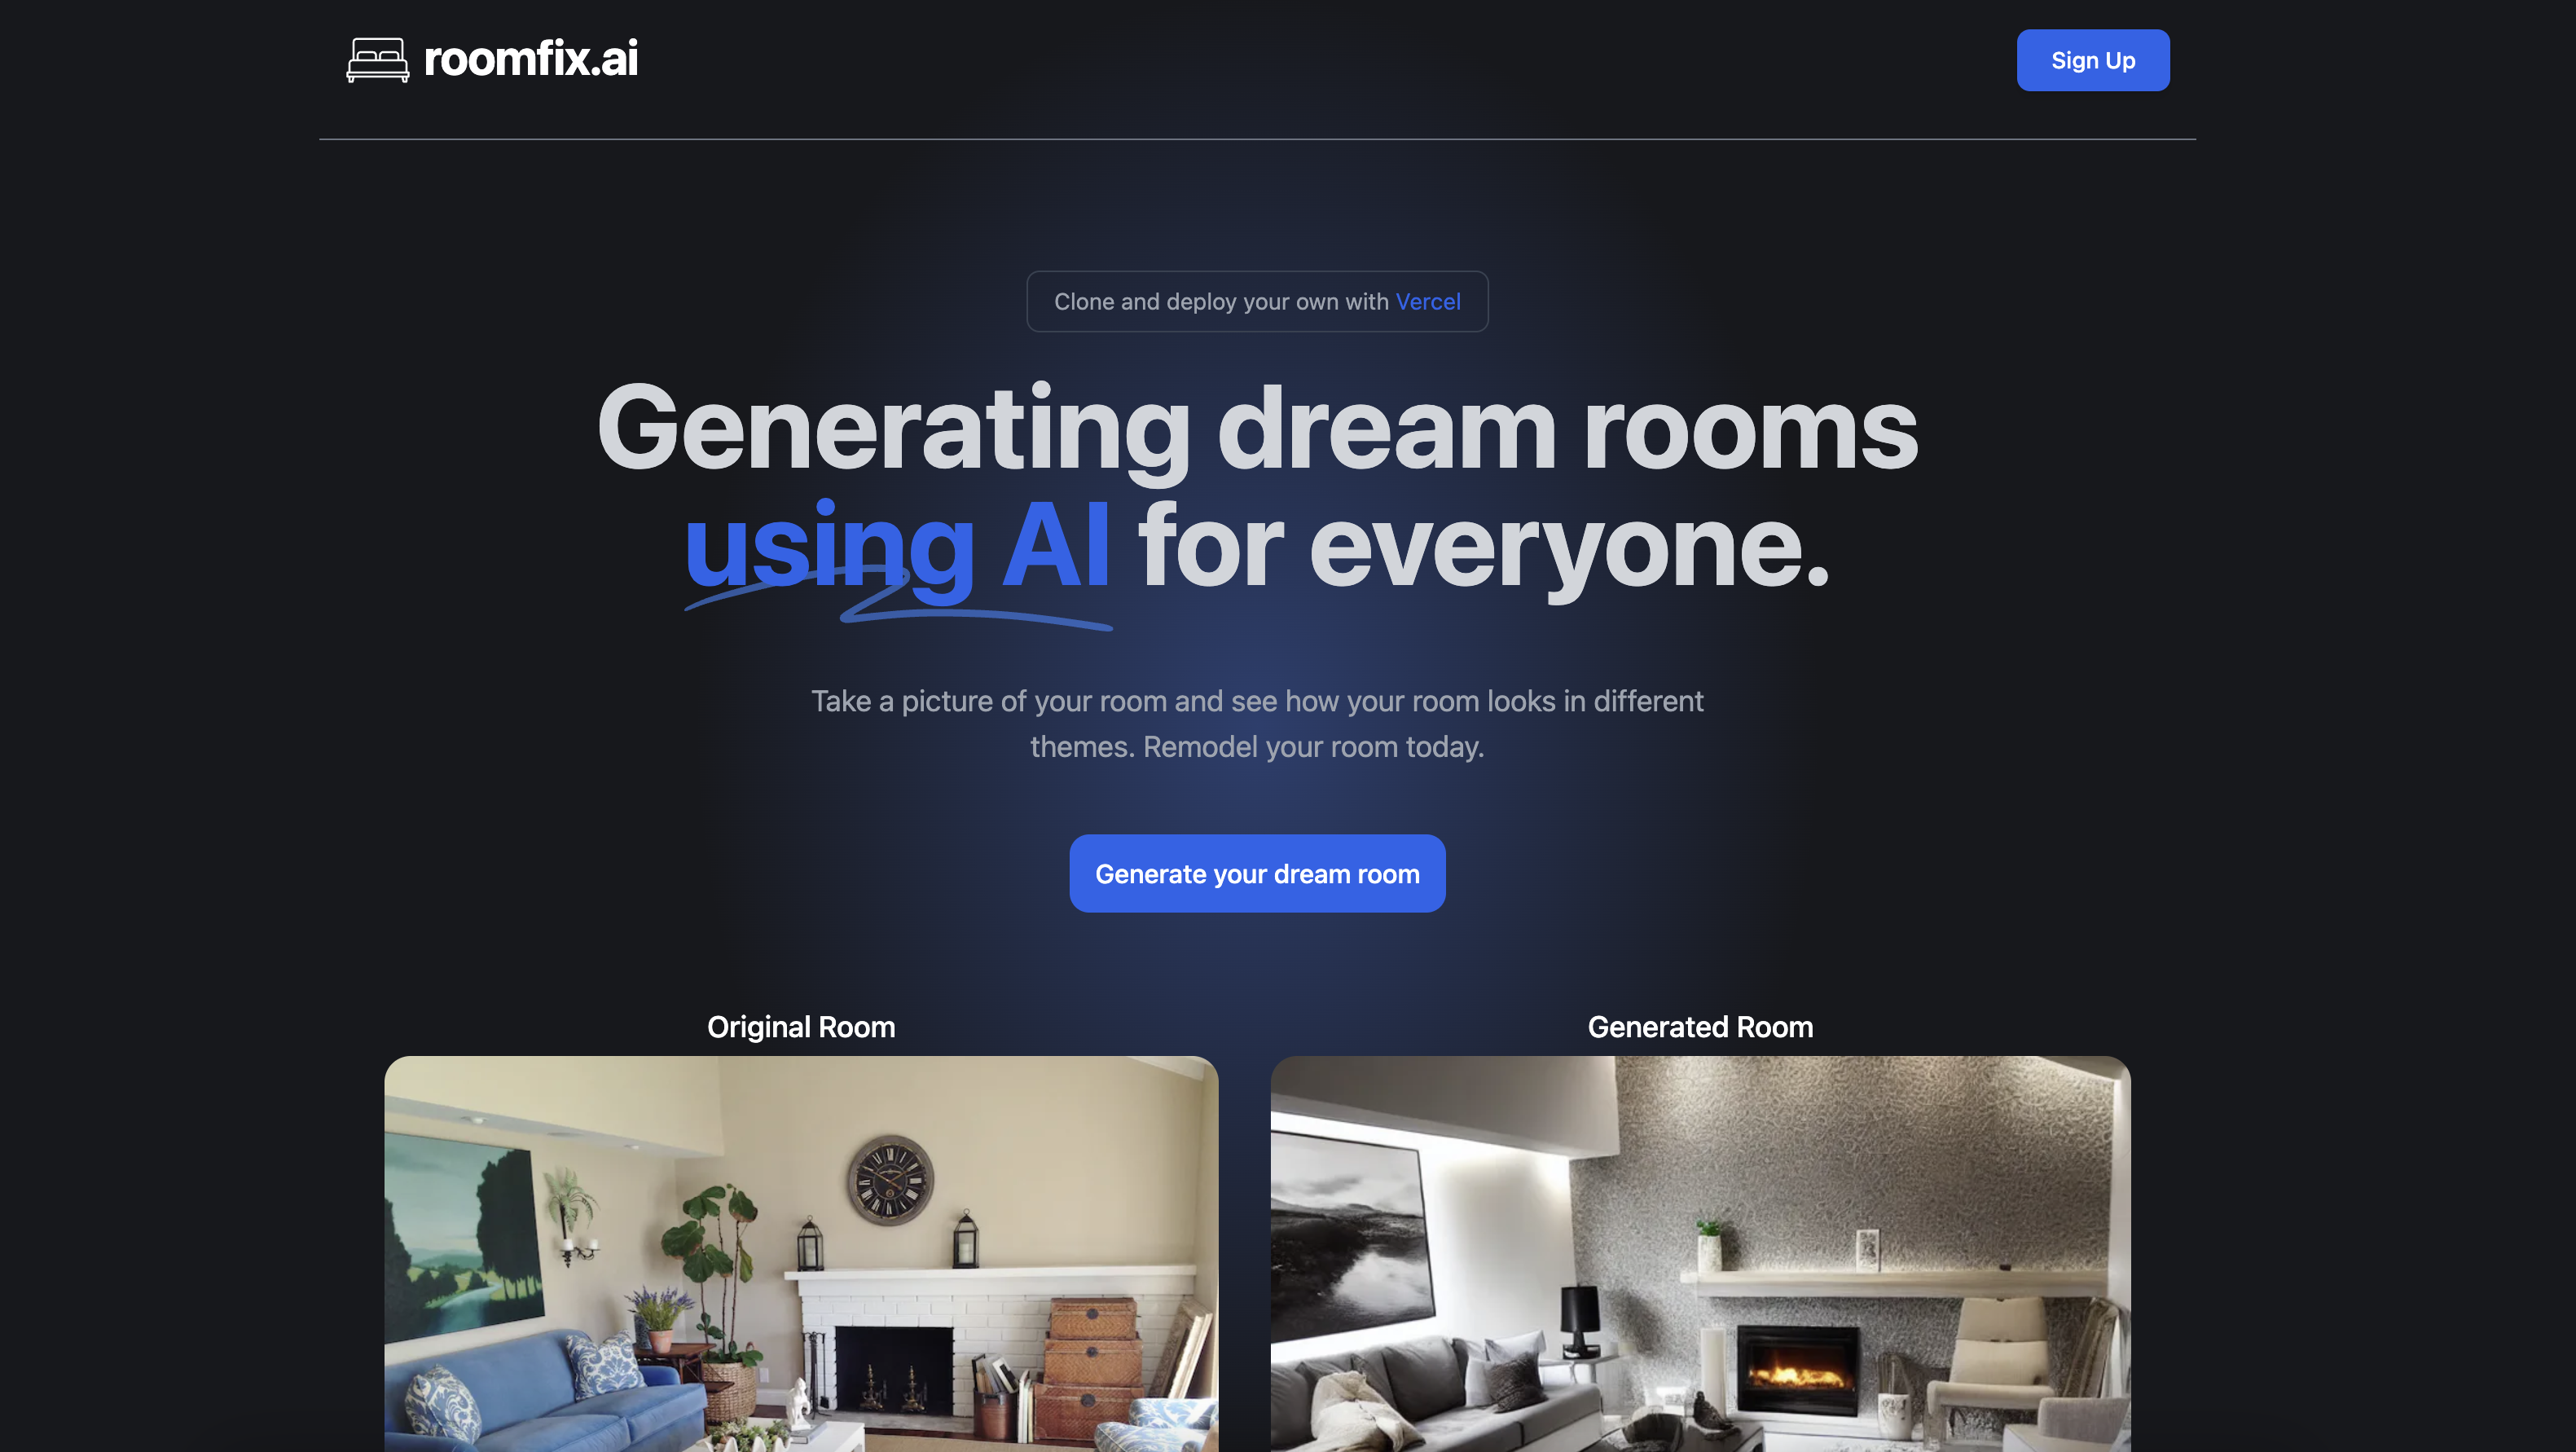 roomfix.ai
Sign Up
Clone and deploy your own with Vercel
Generating dream rooms
using AI for everyone.
Take a picture of your room and see how your room looks in different
themes. Remodel your room today.
Generate your dream room
Original Room
Generated Room